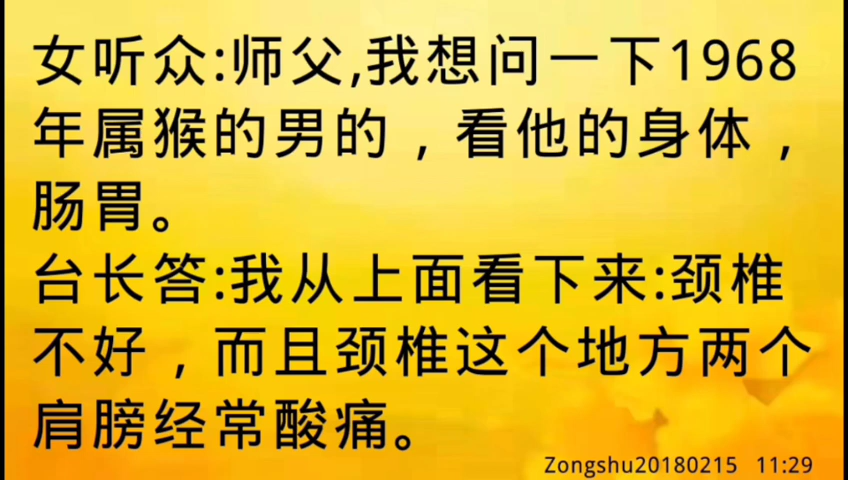 女听众:师父,我想问一下1968
年属猴的男的，看他的身体，
肠胃。
台长答:我从上面看下来:颈椎
不好，而且颈椎这个地方两个
肩膀经常酸痛。
Zongshu20180215 11:29